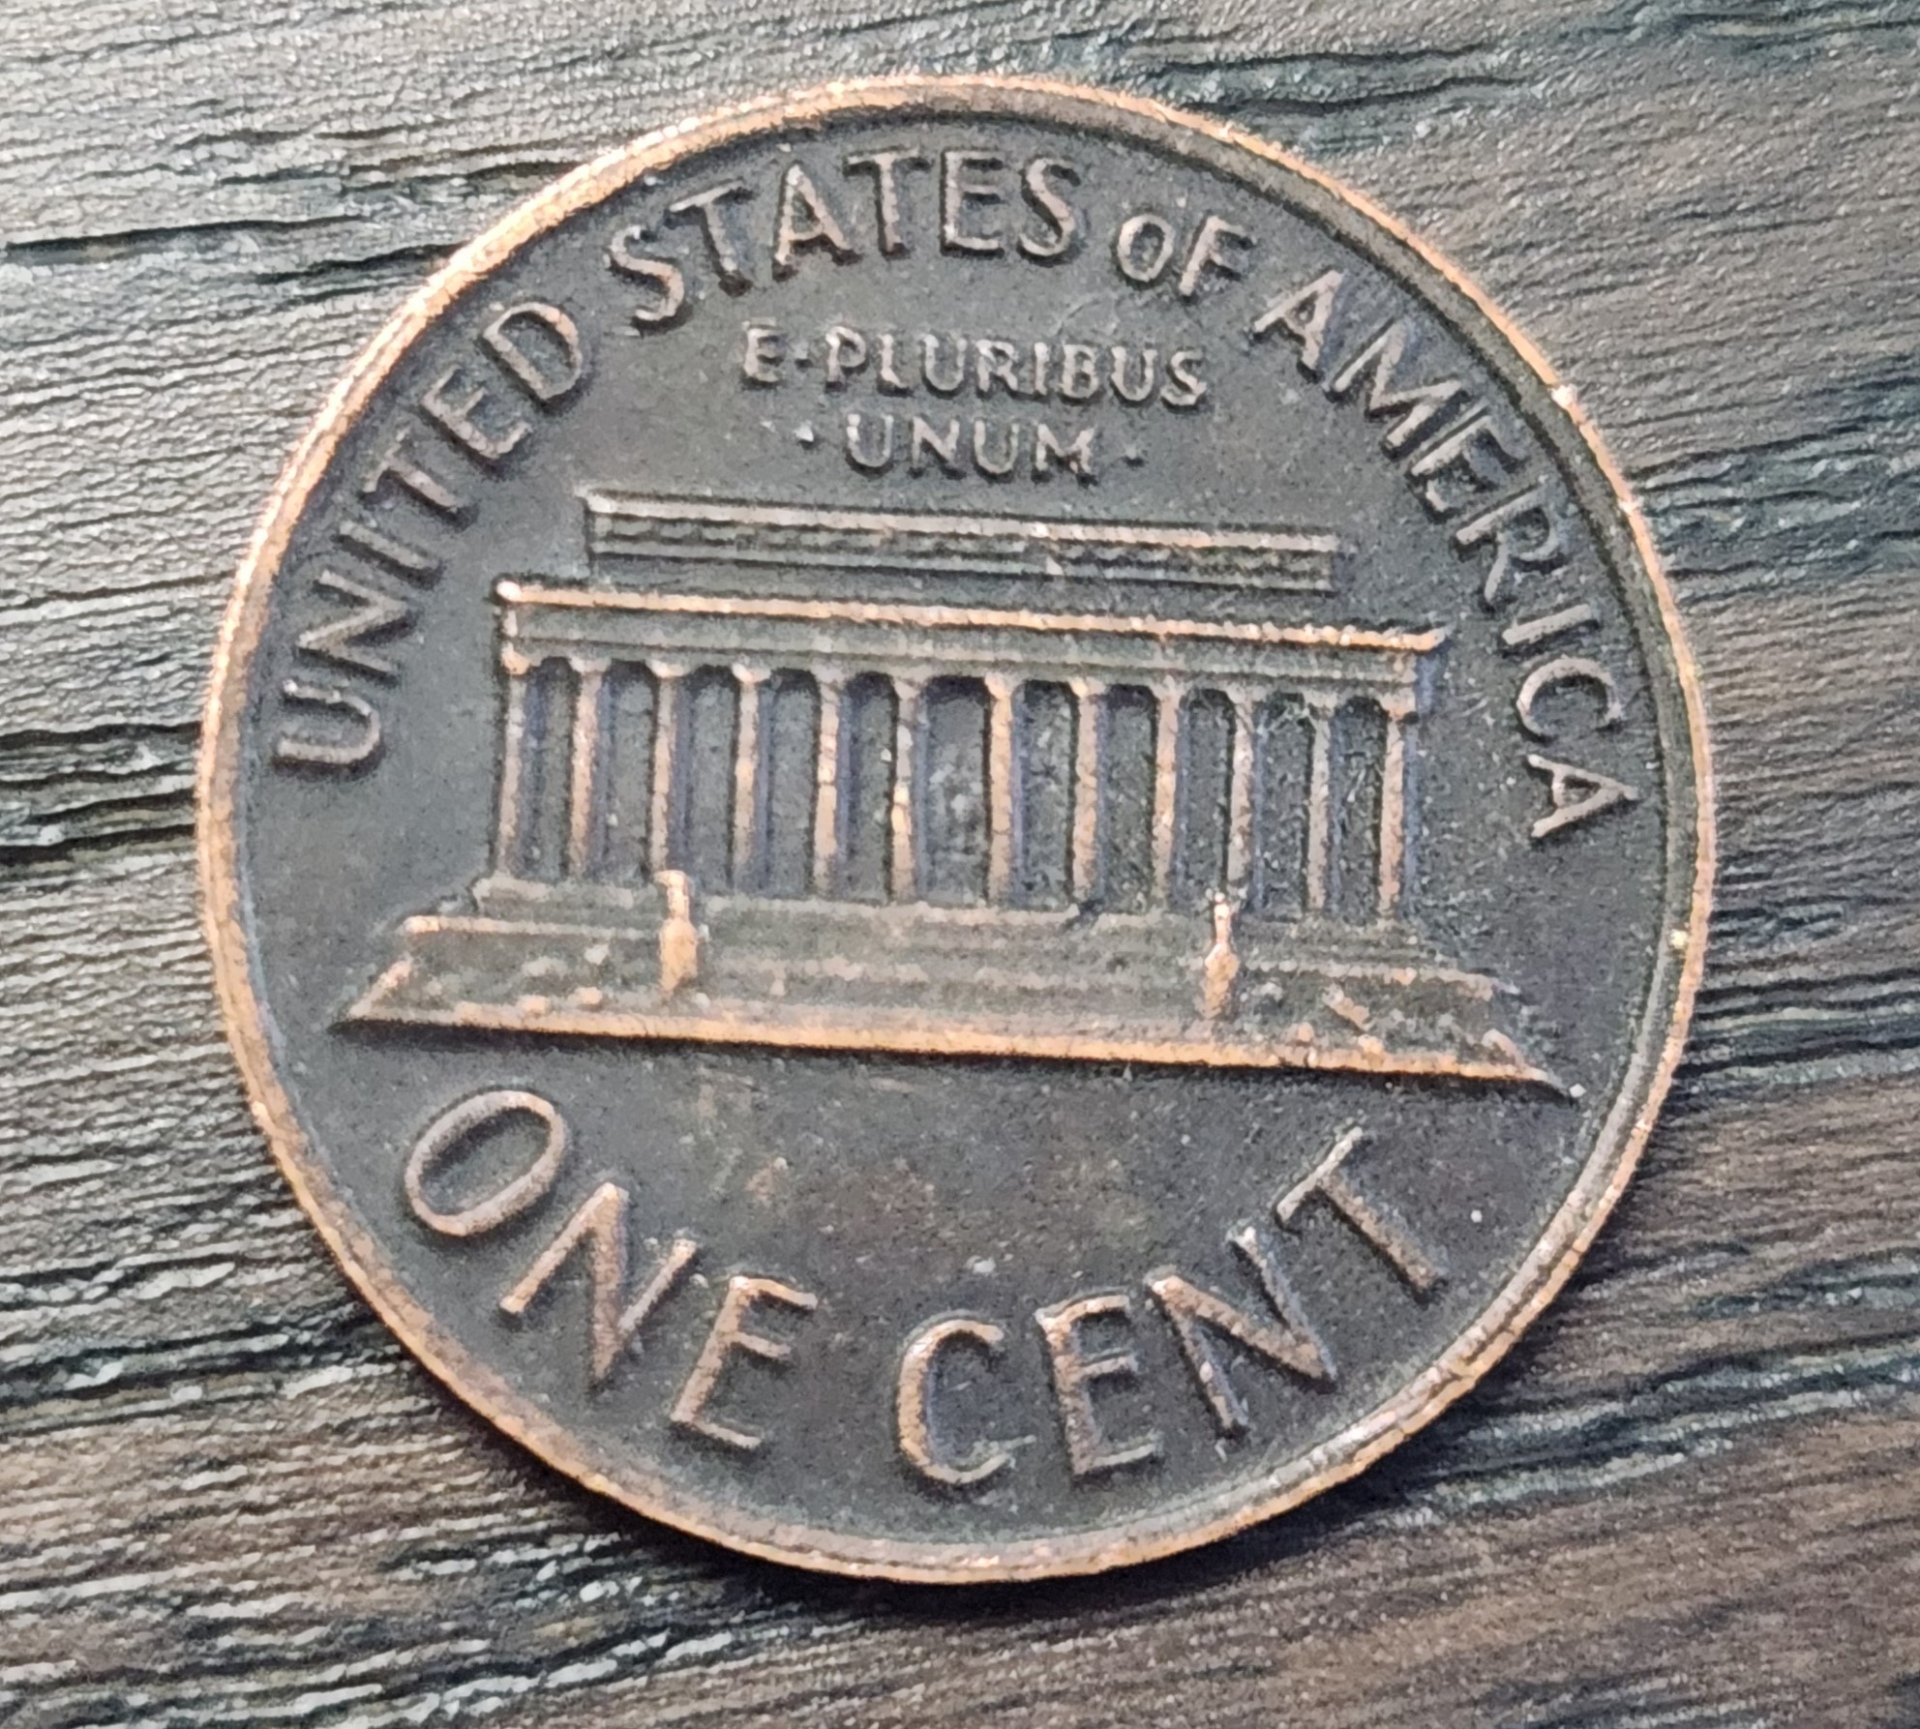 UNITED STATES OF AMERICA
E·PLURIBUS
·UNUM·
ONE CENT